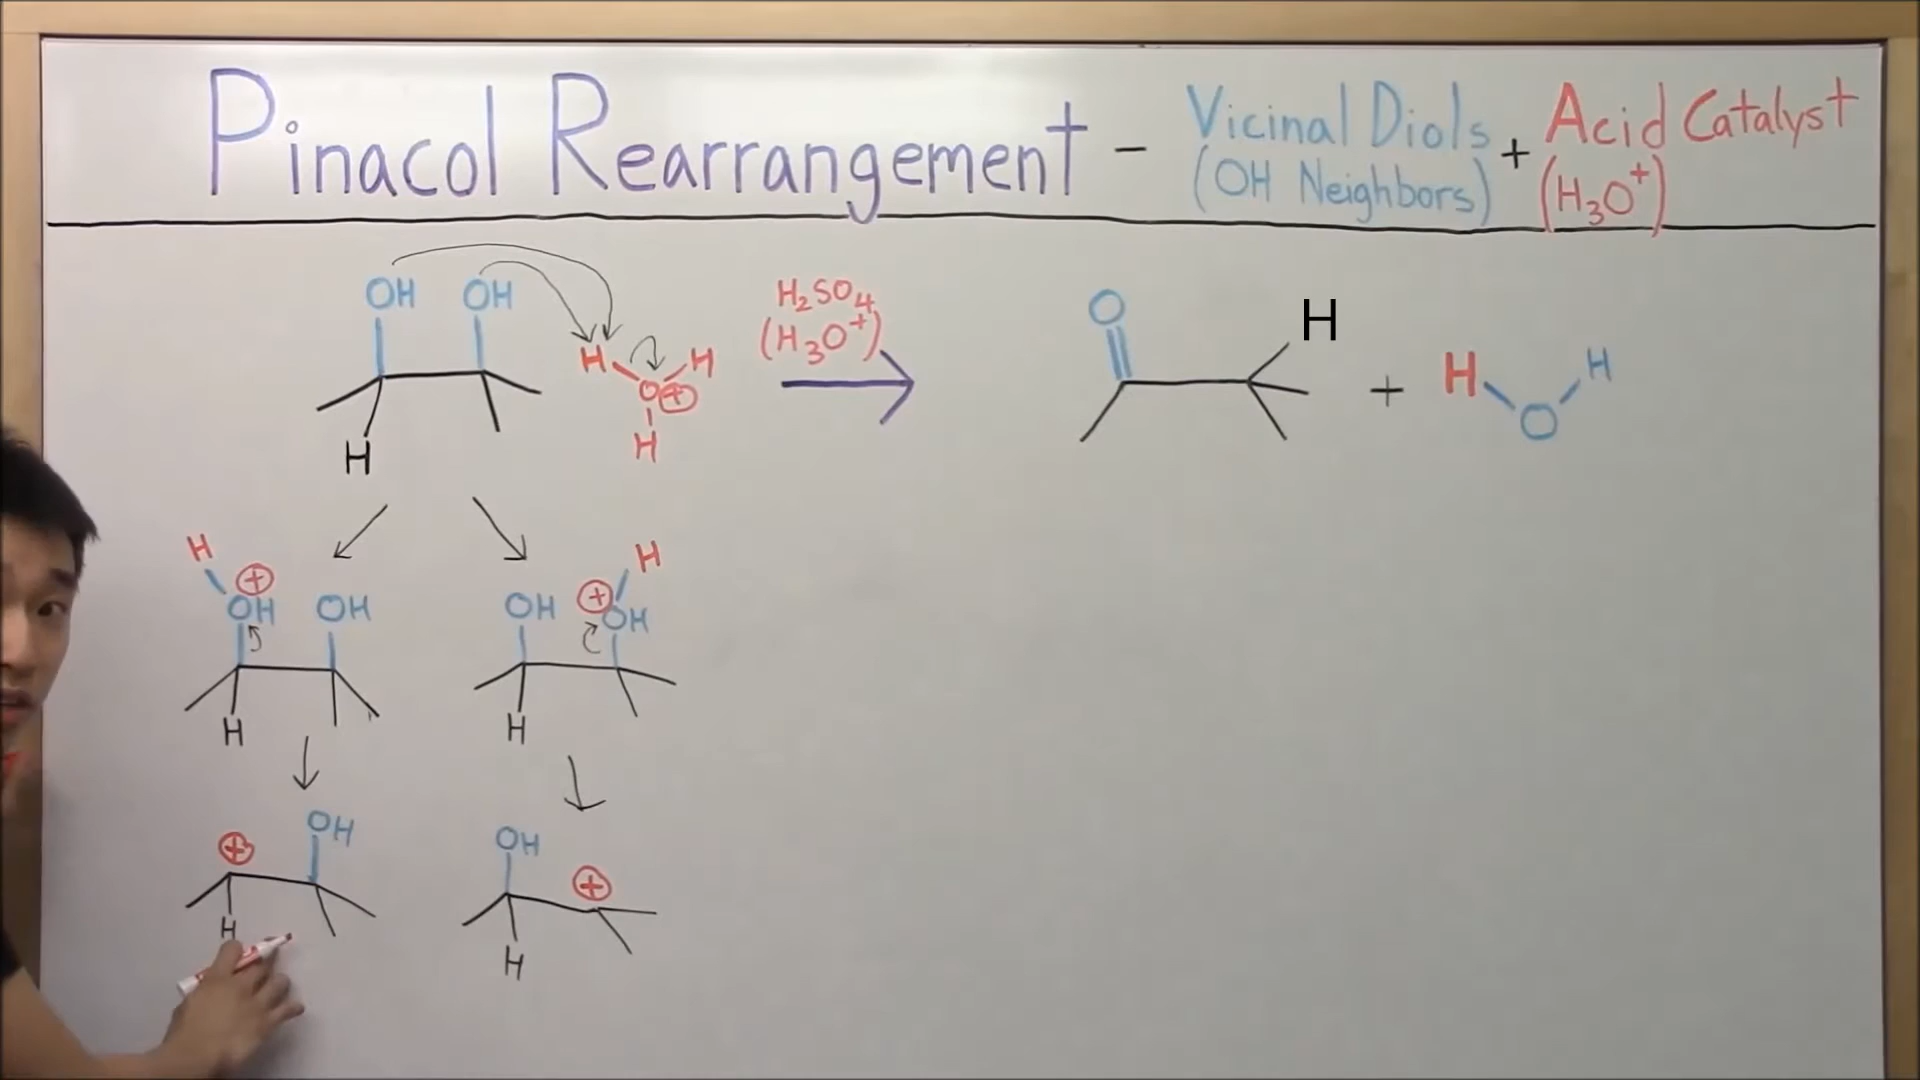 Pinacol Rearrangement - Vicinal Diols + Acid Catalyst
(OH Neighbors) (H₃O⁺)
OH OH
H₂SO₄
(H₃O⁺)
H H
O ⊕
H
H
O
H
+
H H
O
H ⊕
OH OH
H
OH ⊕ H
OH
H
⊕ OH
H
OH
⊕
H